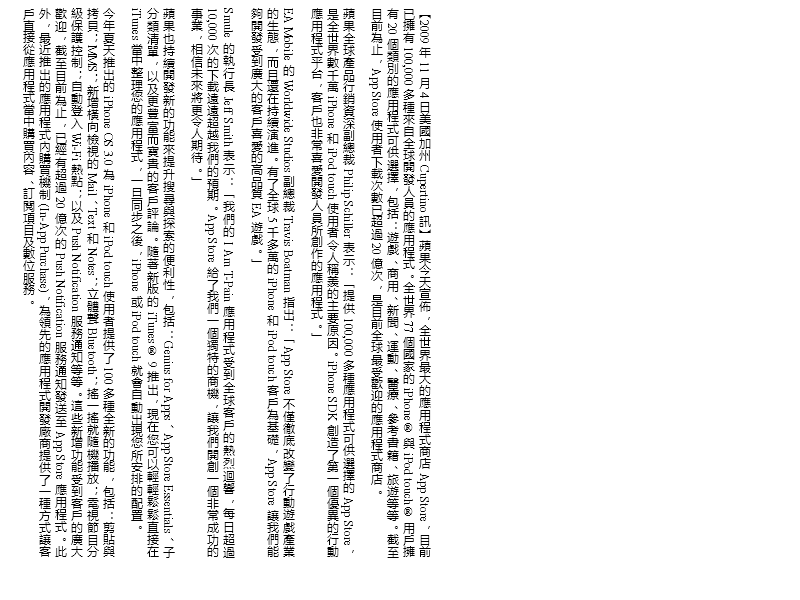 【2009 年 11 月 4 日美國加州 Cupertino 訊】蘋果今天宣佈，全世界最大的應用程式商店 App Store，目前
已擁有 100,000 多種來自全球開發人員的應用程式。全世界 77 個國家的 iPhone® 與 iPod touch® 用戶擁
有 20 個類別的應用程式可供選擇，包括：遊戲、商用、新聞、運動、醫療、參考書籍、旅遊等等。截至
目前為止，App Store 使用者下載次數已超過 20 億次，是目前全球最受歡迎的應用程式商店。
蘋果全球產品行銷資深副總裁 Philip Schiller 表示：「提供 100,000 多種應用程式可供選擇的 App Store，
是全世界數千萬 iPhone 和 iPod touch 使用者令人稱羨的主要原因。iPhone SDK 創造了第一個優異的行動
應用程式平台，客戶也非常喜愛開發人員所創作的應用程式。」
EA Mobile 的 Worldwide Studios 副總裁 Travis Boatman 指出：「App Store 不僅徹底改變了行動遊戲產業
的生態，而且還在持續演進。有了全球 5 千多萬的 iPhone 和 iPod touch 客戶為基礎，App Store 讓我們能
夠開發受到廣大的客戶喜愛的高品質 EA 遊戲。」
Smule 的執行長 Jeff Smith 表示：「我們的 I Am T-Pain 應用程式受到全球客戶的熱烈迴響，每日超過
10,000 次的下載遠遠超越我們的預期。App Store 給了我們一個獨特的商機，讓我們開創一個非常成功的
事業，相信未來將更令人期待。」
蘋果也持續開發新的功能來提升搜尋與探索的便利性，包括：Genius for Apps、App Store Essentials、子
分類清單，以及更豐富而寶貴的客戶評論。隨著新版的 iTunes® 9 推出，現在您可以輕輕鬆鬆直接在
iTunes 當中整理您的應用程式，一旦同步之後，iPhone 或 iPod touch 就會自動出現您所安排的配置。
今年夏天推出的 iPhone OS 3.0 為 iPhone 和 iPod touch 使用者提供了 100 多種全新的功能，包括：剪貼與
拷貝；MMS；新增橫向檢視的 Mail、Text 和 Notes；立體聲 Bluetooth；搖一搖就隨機播放；電視節目分
級保護控制；自動登入 Wi-Fi 熱點；以及 Push Notification 服務通知等等。這些新增功能受到客戶的廣大
歡迎，截至目前為止，已經有超過 20 億次的 Push Notification 服務通知發送至 App Store 應用程式。此
外，最近推出的應用程式內購買機制 (In-App Purchase)，為領先的應用程式開發廠商提供了一種方式讓客
戶直接從應用程式當中購買內容、訂閱項目及數位服務。